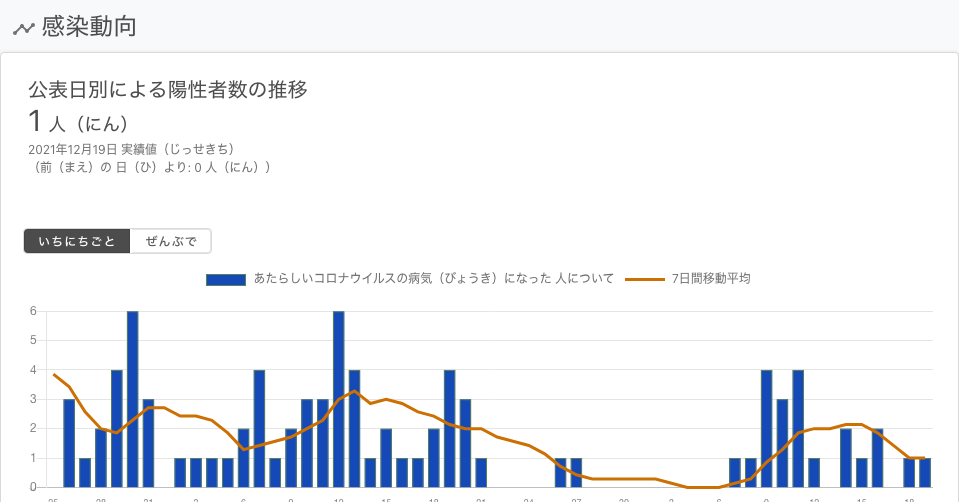 感染動向
公表日別による陽性者数の推移
1 人（にん）
2021年12月19日 実績値（じっせきち）
（前（まえ）の 日（ひ）より: 0 人（にん））
いちにちごと ぜんぶで
あたらしいコロナウイルスの病気（びょうき）になった 人について 7日間移動平均
6
5
4
3
2
1
0